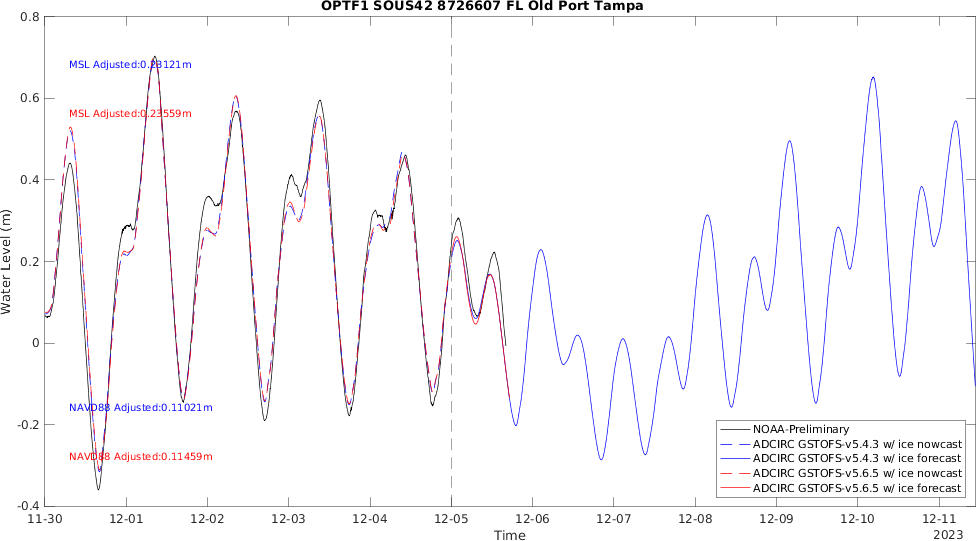 OPTF1 SOUS42 8726607 FL Old Port Tampa
0.8
0.6
0.4
0.2
0
-0.2
-0.4
Water Level (m)
MSL Adjusted:0.23121m
MSL Adjusted:0.23559m
NAVD88 Adjusted:0.11021m
NAVD88 Adjusted:0.11459m
NOAA-Preliminary
ADCIRC GSTOFS-v5.4.3 w/ ice nowcast
ADCIRC GSTOFS-v5.4.3 w/ ice forecast
ADCIRC GSTOFS-v5.6.5 w/ ice nowcast
ADCIRC GSTOFS-v5.6.5 w/ ice forecast
11-30 12-01 12-02 12-03 12-04 12-05 12-06 12-07 12-08 12-09 12-10 12-11
Time
2023